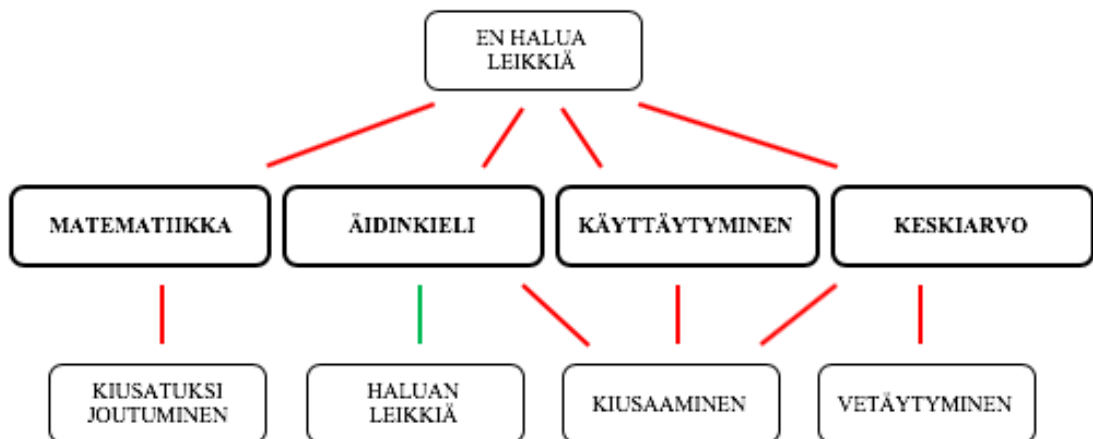 EN HALUA
LEIKKIÄ
MATEMATIIKKA
ÄIDINKIELI
KÄYTTÄYTYMINEN
KESKIARVO
KIUSATUKSI
JOUTUMINEN
HALUAN
LEIKKIÄ
KIUSAAMINEN
VETÄYTYMINEN